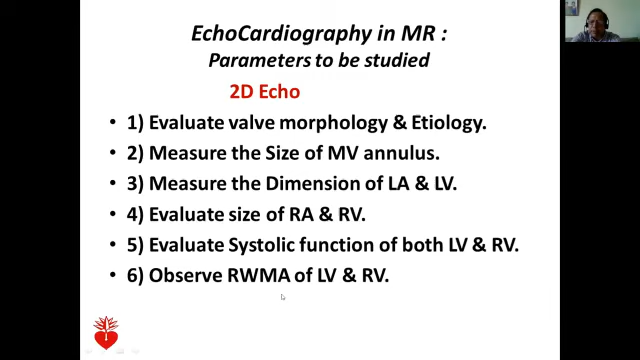 EchoCardiography in MR :
Parameters to be studied
2D Echo
• 1) Evaluate valve morphology & Etiology.
• 2) Measure the Size of MV annulus.
• 3) Measure the Dimension of LA & LV.
• 4) Evaluate size of RA & RV.
• 5) Evaluate Systolic function of both LV & RV.
• 6) Observe RWMA of LV & RV.